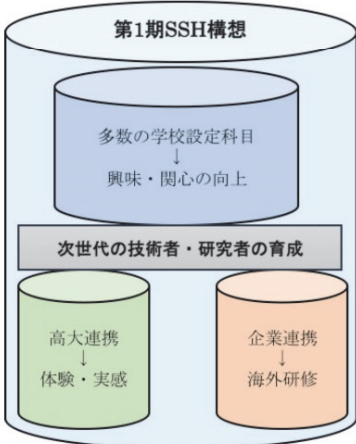 第1期SSH構想
多数の学校設定科目
↓
興味・関心の向上
次世代の技術者・研究者の育成
高大連携
↓
体験・実感
企業連携
↓
海外研修